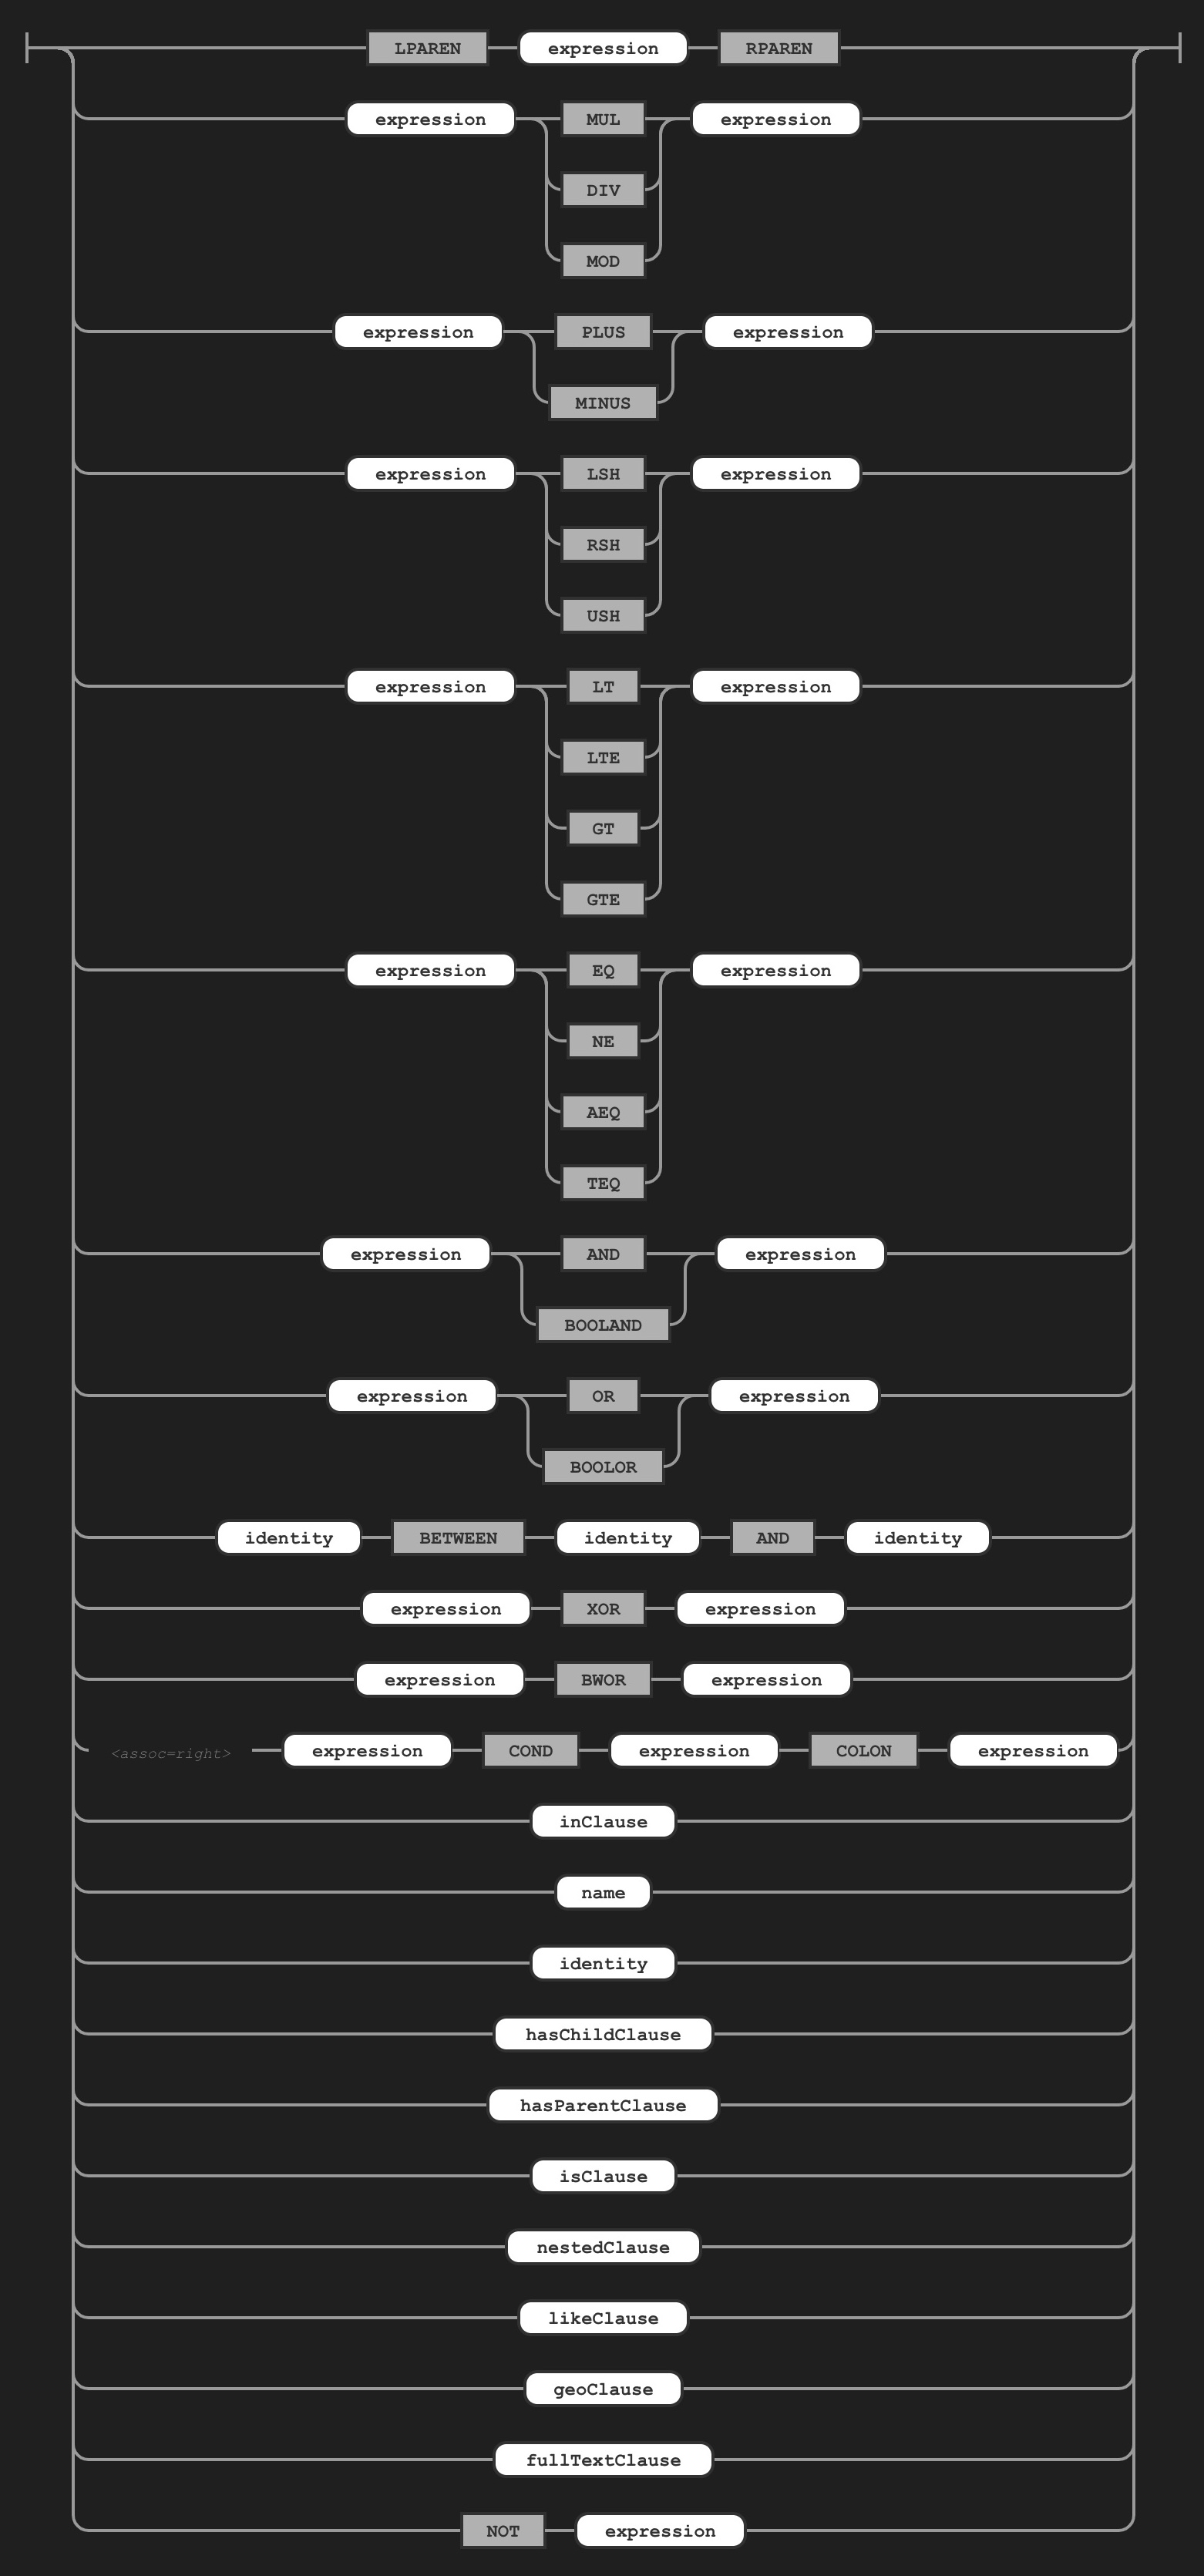 LPAREN expression RPAREN
expression MUL expression
DIV
MOD
expression PLUS expression
MINUS
expression LSH expression
RSH
USH
expression LT expression
LTE
GT
GTE
expression EQ expression
NE
AEQ
TEQ
expression AND expression
BOOLAND
expression OR expression
BOOLOR
identity BETWEEN identity AND identity
expression XOR expression
expression BWOR expression
<assoc=right> expression COND expression COLON expression
inClause
name
identity
hasChildClause
hasParentClause
isClause
nestedClause
likeClause
geoClause
fullTextClause
NOT expression